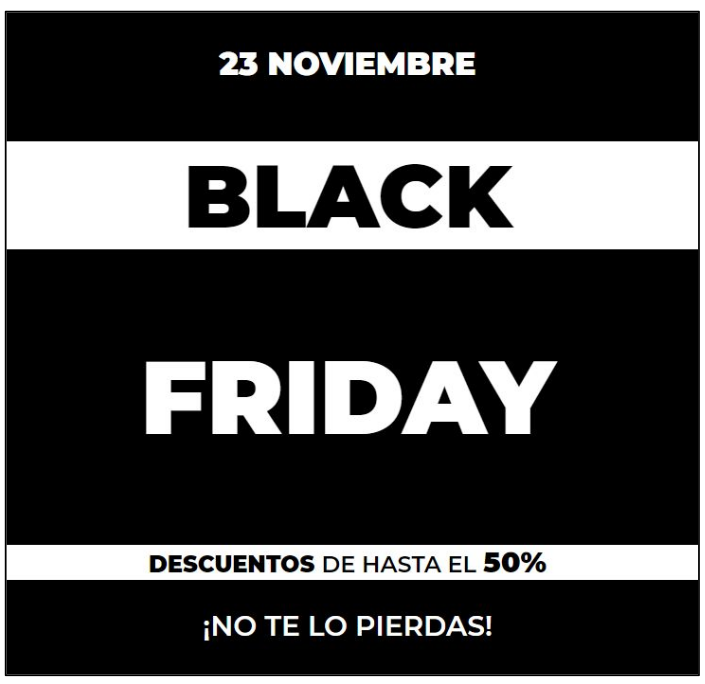 23 NOVIEMBRE
BLACK
FRIDAY
DESCUENTOS DE HASTA EL 50%
¡NO TE LO PIERDAS!